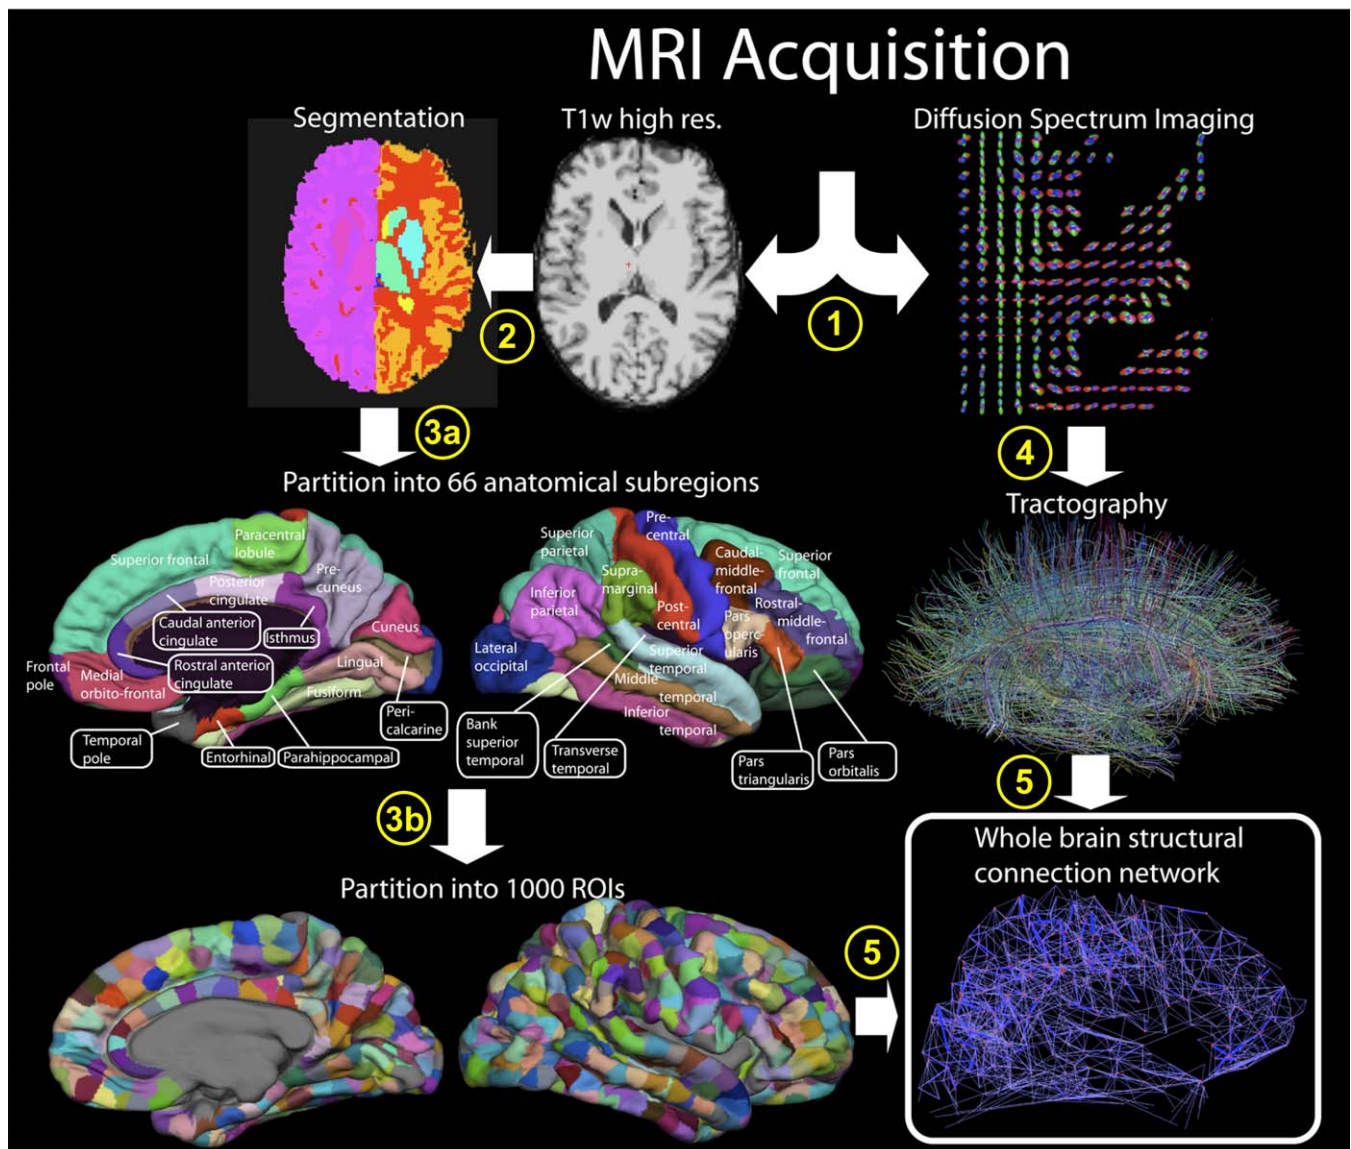 MRI Acquisition
Segmentation
T1w high res.
Diffusion Spectrum Imaging
1
2
3a
4
Partition into 66 anatomical subregions
Tractography
Paracentral
lobule
Superior frontal
Pre-
cuneus
Posterior
cingulate
Caudal anterior
cingulate
Isthmus
Cuneus
Rostral anterior
cingulate
Frontal
pole
Medial
orbito-frontal
Lingual
Fusiform
Peri-
calcarine
Temporal
pole
Entorhinal
Parahippocampal
Superior
parietal
Pre-
central
Caudal-
middle-
frontal
Superior
frontal
Supra-
marginal
Inferior
parietal
Post-
central
Rostral-
middle-
frontal
Pars
operc-
cularis
Lateral
occipital
Superior
temporal
Middle
temporal
Inferior
temporal
Bank
superior
temporal
Transverse
temporal
Pars
triangularis
Pars
orbitalis
3b
5
Whole brain structural
connection network
Partition into 1000 ROIs
5